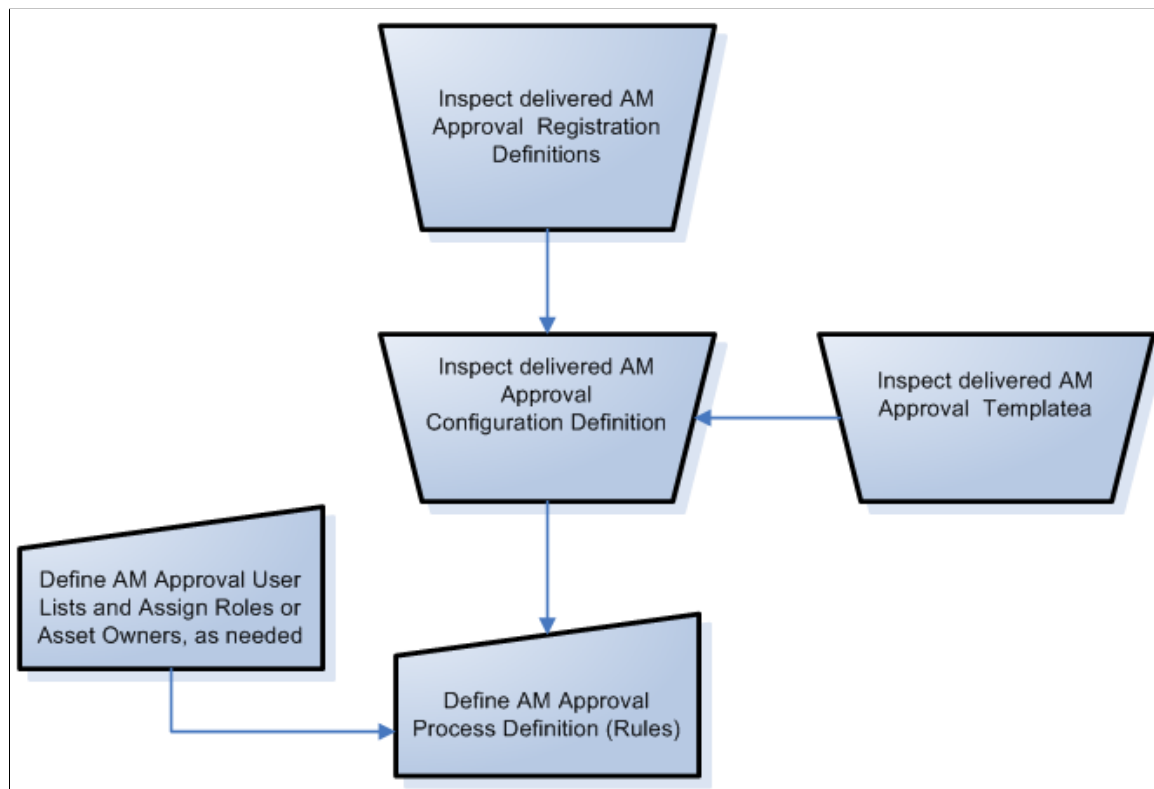 Inspect delivered AM
Approval  Registration
Definitions
Inspect delivered AM
Approval
Configuration Definition
Inspect delivered AM
Approval  Templatea
Define AM Approval User
Lists and Assign Roles or
Asset Owners, as needed
Define AM Approval
Process Definition (Rules)